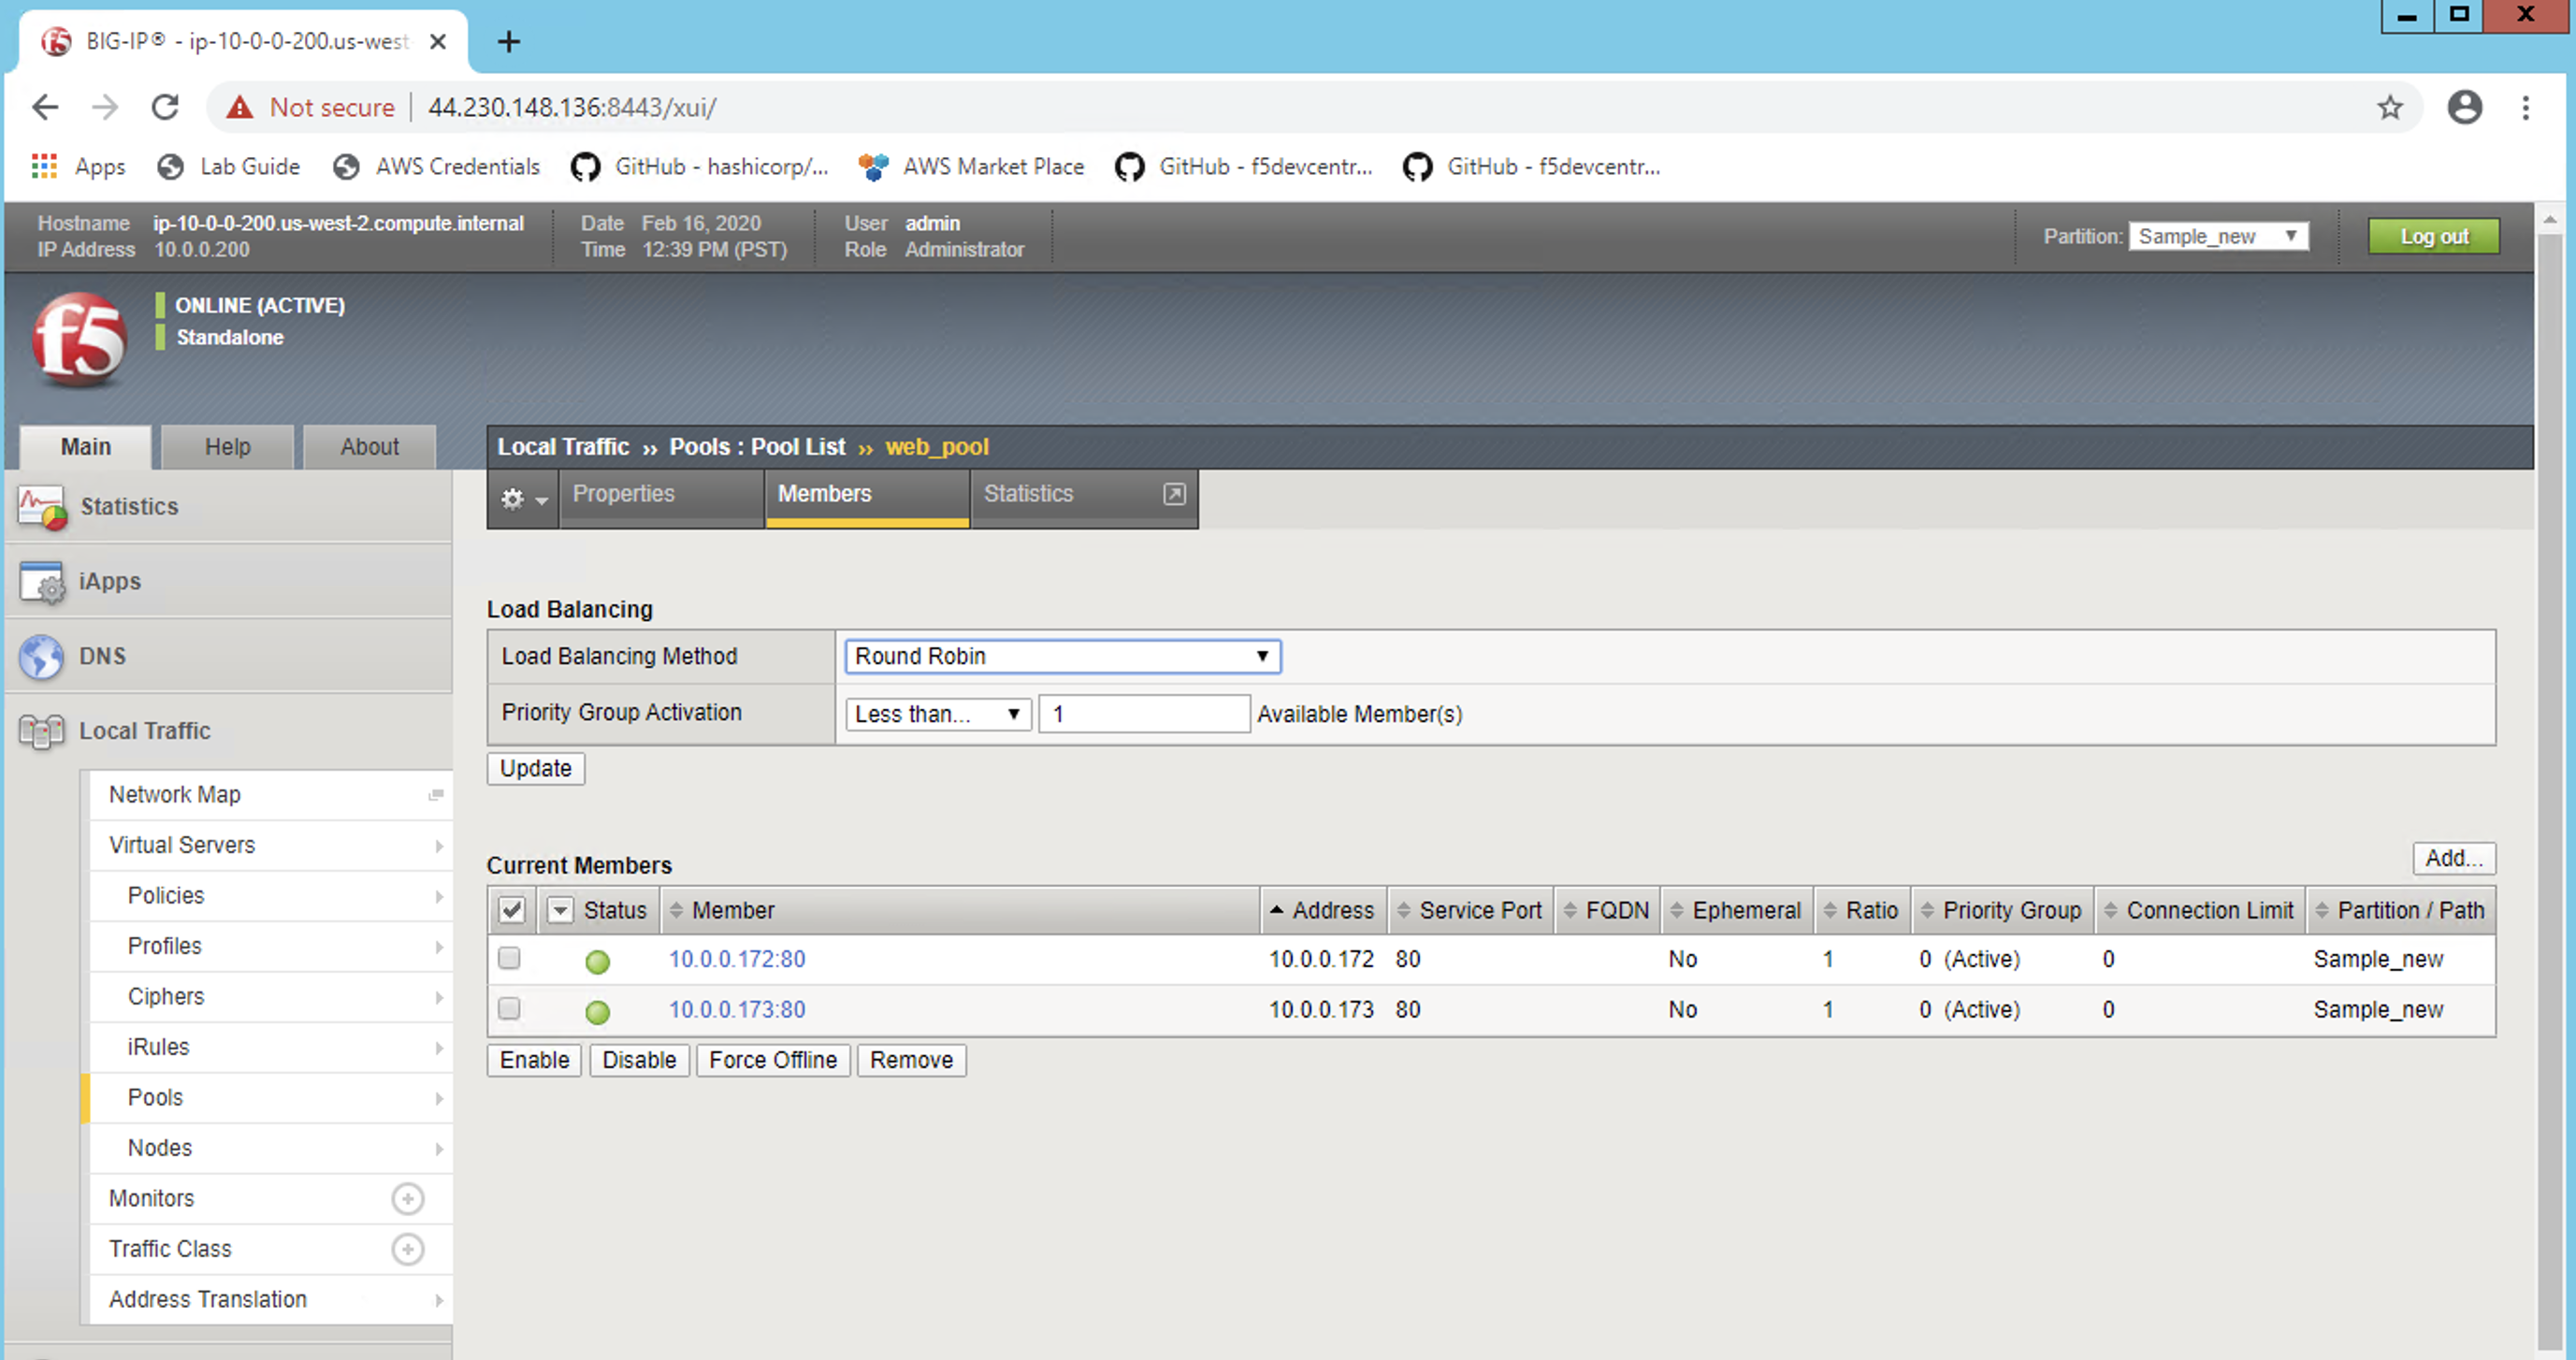 BIG-IP® - ip-10-0-0-200.us-west-
Not secure 44.230.148.136:8443/xui/
Apps Lab Guide AWS Credentials GitHub - hashicorp/... AWS Market Place GitHub - f5devcentr... GitHub - f5devcentr...
Hostname ip-10-0-0-200.us-west-2.compute.internal Date Feb 16, 2020 User admin
IP Address 10.0.0.200 Time 12:39 PM (PST) Role Administrator
Partition: Sample_new Log out
f5
ONLINE (ACTIVE)
Standalone
Main Help About
Local Traffic ›› Pools : Pool List ›› web_pool
Properties Members Statistics
Statistics
iApps
DNS
Local Traffic
Network Map
Virtual Servers
Policies
Profiles
Ciphers
iRules
Pools
Nodes
Monitors
Traffic Class
Address Translation
Load Balancing
Load Balancing Method Round Robin
Priority Group Activation Less than... 1 Available Member(s)
Update
Current Members Add...
Status Member Address Service Port FQDN Ephemeral Ratio Priority Group Connection Limit Partition / Path
10.0.0.172:80 10.0.0.172 80 No 1 0 (Active) 0 Sample_new
10.0.0.173:80 10.0.0.173 80 No 1 0 (Active) 0 Sample_new
Enable Disable Force Offline Remove